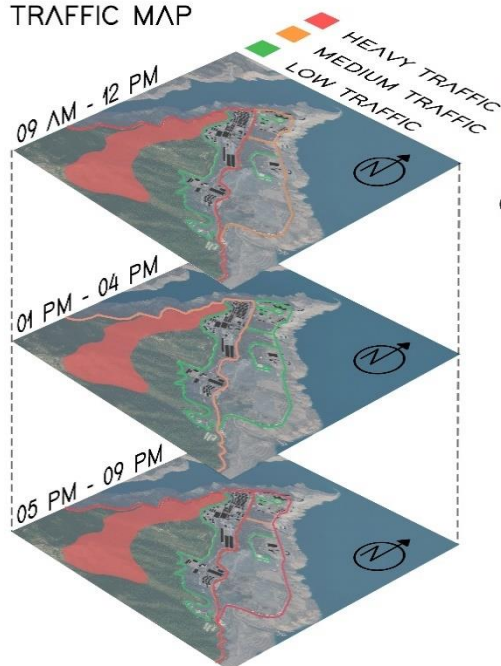 TRAFFIC MAP
HEAVY TRAFFIC
MEDIUM TRAFFIC
LOW TRAFFIC
09 AM - 12 PM
N
01 PM - 04 PM
N
05 PM - 09 PM
N